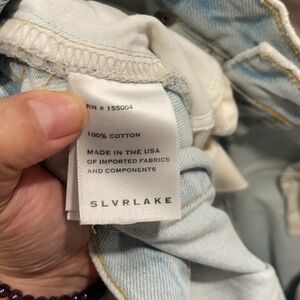 RN # 155004
100% COTTON
MADE IN THE USA
OF IMPORTED FABRICS
AND COMPONENTS
SLVRLAKE